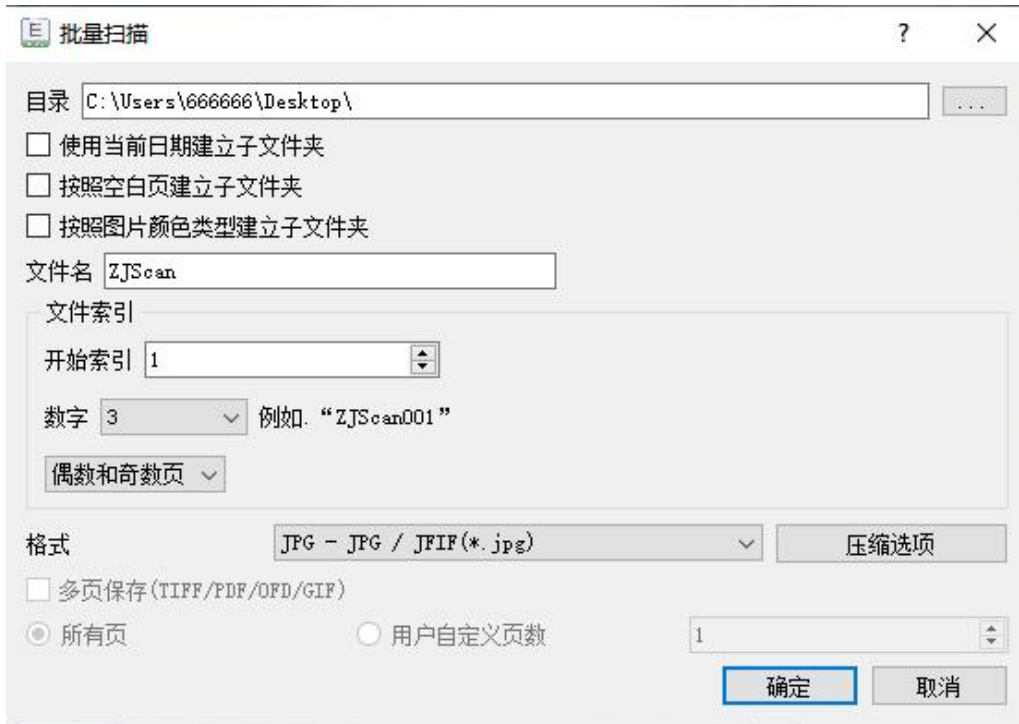 批量扫描 ?
目录 C:\Users\666666\Desktop\ ...
使用当前日期建立子文件夹
按照空白页建立子文件夹
按照图片颜色类型建立子文件夹
文件名 ZJScan
文件索引
开始索引 1
数字 3 例如. “ZJScan001”
偶数和奇数页
格式 JPG - JPG / JFIF(*.jpg) 压缩选项
多页保存(TIFF/PDF/OFD/GIF)
所有页 用户自定义页数 1
确定 取消